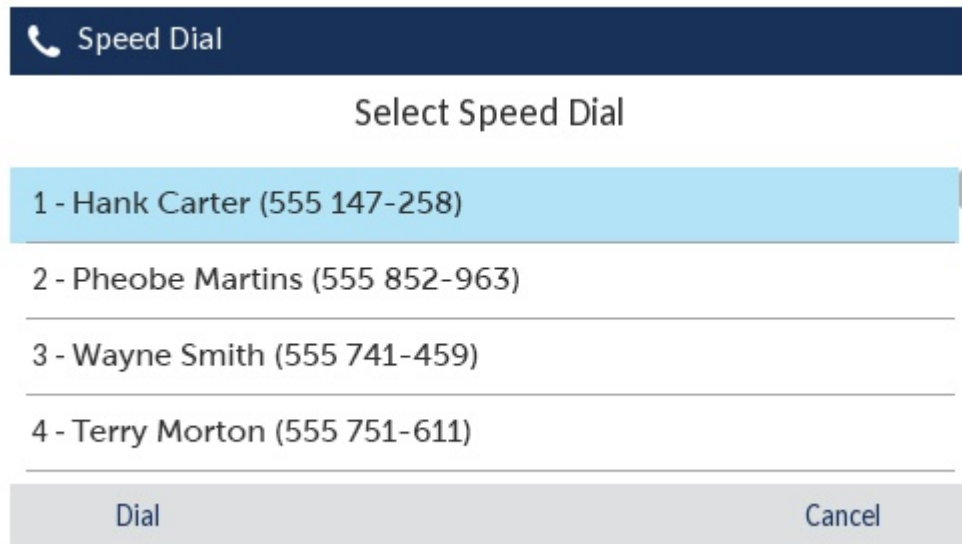 Speed Dial
Select Speed Dial
1 - Hank Carter (555 147-258)
2 - Pheobe Martins (555 852-963)
3 - Wayne Smith (555 741-459)
4 - Terry Morton (555 751-611)
Dial Cancel